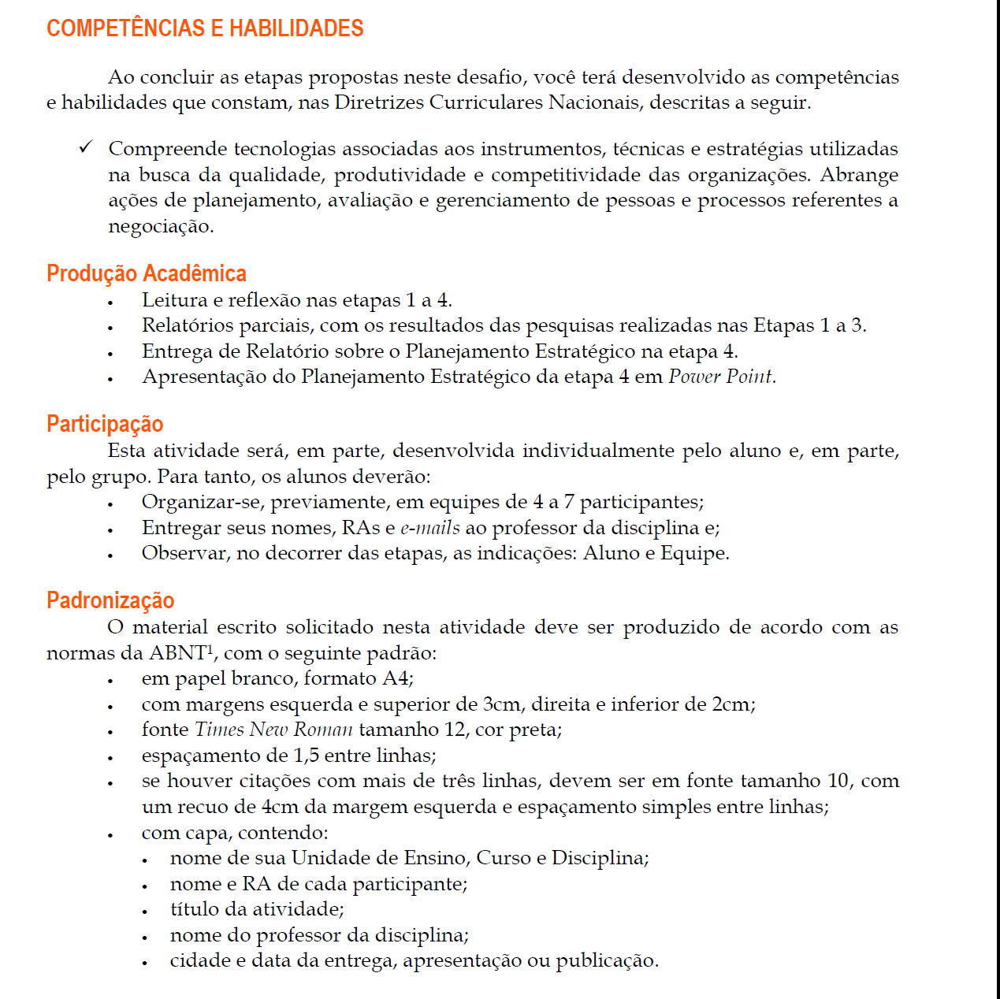 COMPETÊNCIAS E HABILIDADES
Ao concluir as etapas propostas neste desafio, você terá desenvolvido as competências
e habilidades que constam, nas Diretrizes Curriculares Nacionais, descritas a seguir.
✓ Compreende tecnologias associadas aos instrumentos, técnicas e estratégias utilizadas
na busca da qualidade, produtividade e competitividade das organizações. Abrange
ações de planejamento, avaliação e gerenciamento de pessoas e processos referentes a
negociação.
Produção Acadêmica
• Leitura e reflexão nas etapas 1 a 4.
• Relatórios parciais, com os resultados das pesquisas realizadas nas Etapas 1 a 3.
• Entrega de Relatório sobre o Planejamento Estratégico na etapa 4.
• Apresentação do Planejamento Estratégico da etapa 4 em Power Point.
Participação
Esta atividade será, em parte, desenvolvida individualmente pelo aluno e, em parte,
pelo grupo. Para tanto, os alunos deverão:
• Organizar-se, previamente, em equipes de 4 a 7 participantes;
• Entregar seus nomes, RAs e e-mails ao professor da disciplina e;
• Observar, no decorrer das etapas, as indicações: Aluno e Equipe.
Padronização
O material escrito solicitado nesta atividade deve ser produzido de acordo com as
normas da ABNT¹, com o seguinte padrão:
• em papel branco, formato A4;
• com margens esquerda e superior de 3cm, direita e inferior de 2cm;
• fonte Times New Roman tamanho 12, cor preta;
• espaçamento de 1,5 entre linhas;
• se houver citações com mais de três linhas, devem ser em fonte tamanho 10, com
um recuo de 4cm da margem esquerda e espaçamento simples entre linhas;
• com capa, contendo:
• nome de sua Unidade de Ensino, Curso e Disciplina;
• nome e RA de cada participante;
• título da atividade;
• nome do professor da disciplina;
• cidade e data da entrega, apresentação ou publicação.